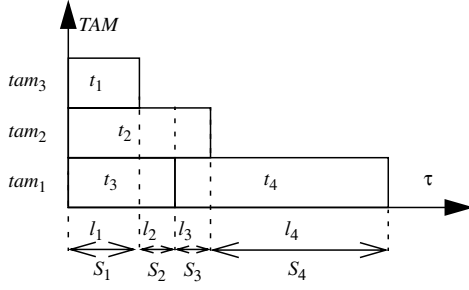 TAM
tam3 t1
tam2 t2
tam1 t3 t4 τ
l1 l2 l3 l4
S1 S2 S3 S4